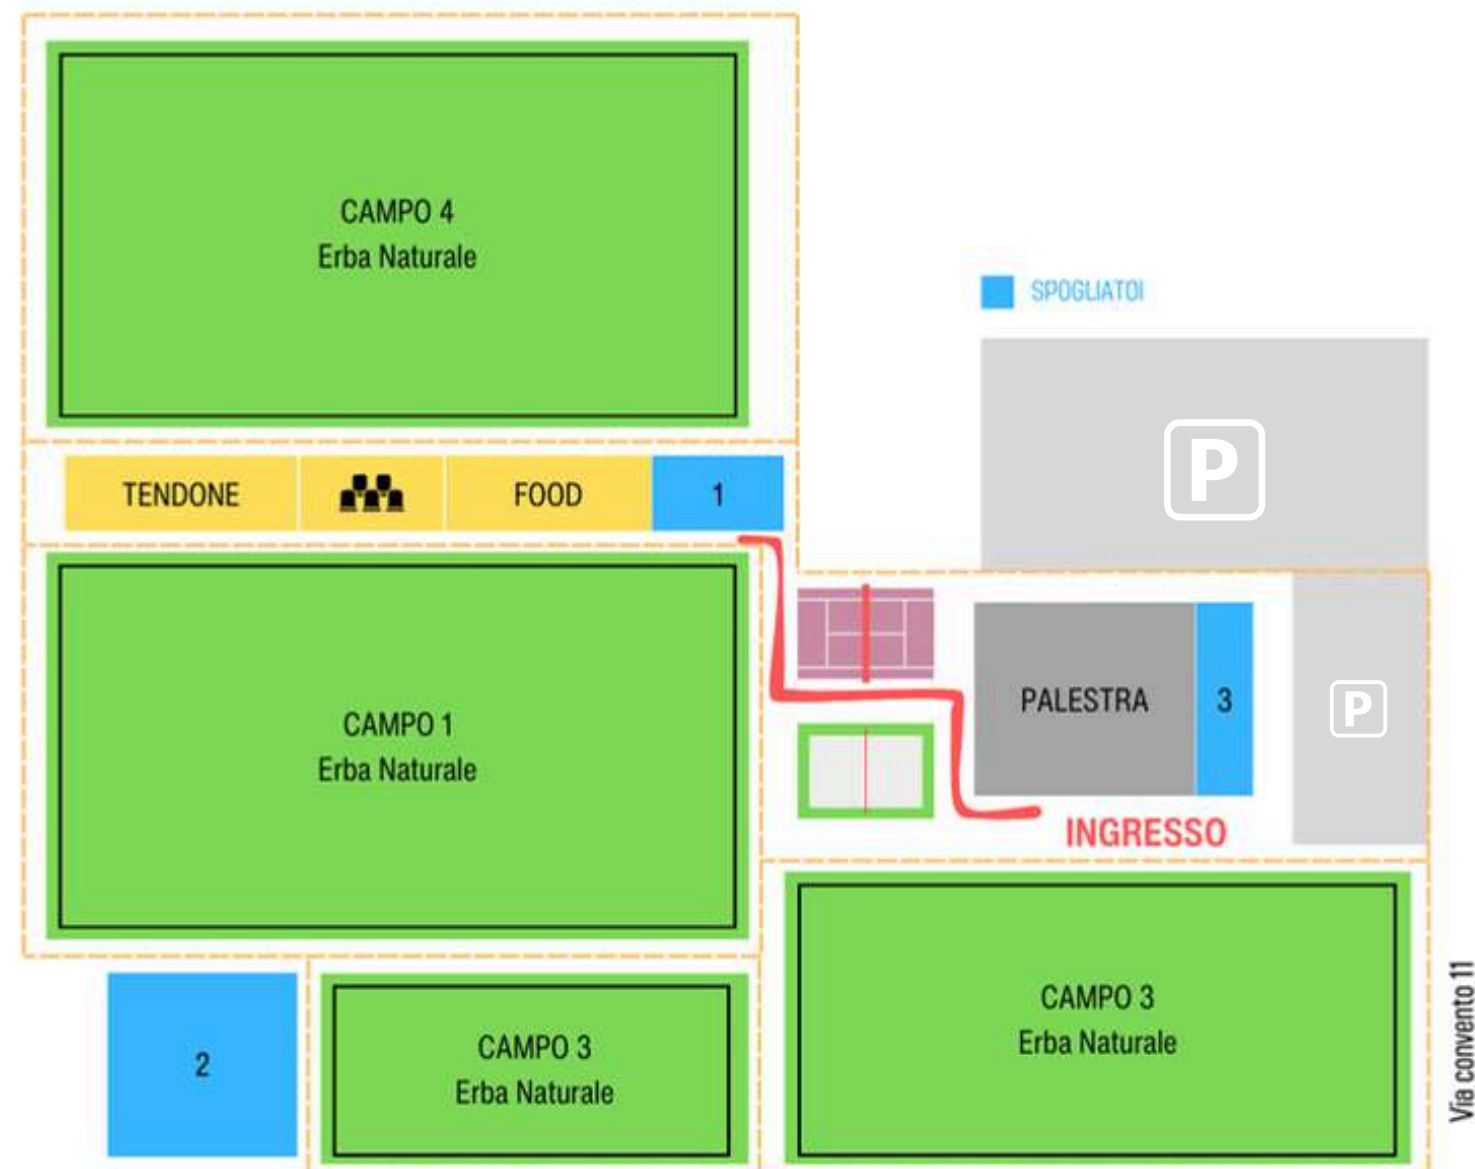 CAMPO 4
Erba Naturale
SPOGLIATOI
P
TENDONE
FOOD
1
CAMPO 1
Erba Naturale
PALESTRA
3
P
INGRESSO
2
CAMPO 3
Erba Naturale
CAMPO 3
Erba Naturale
Via convento 11